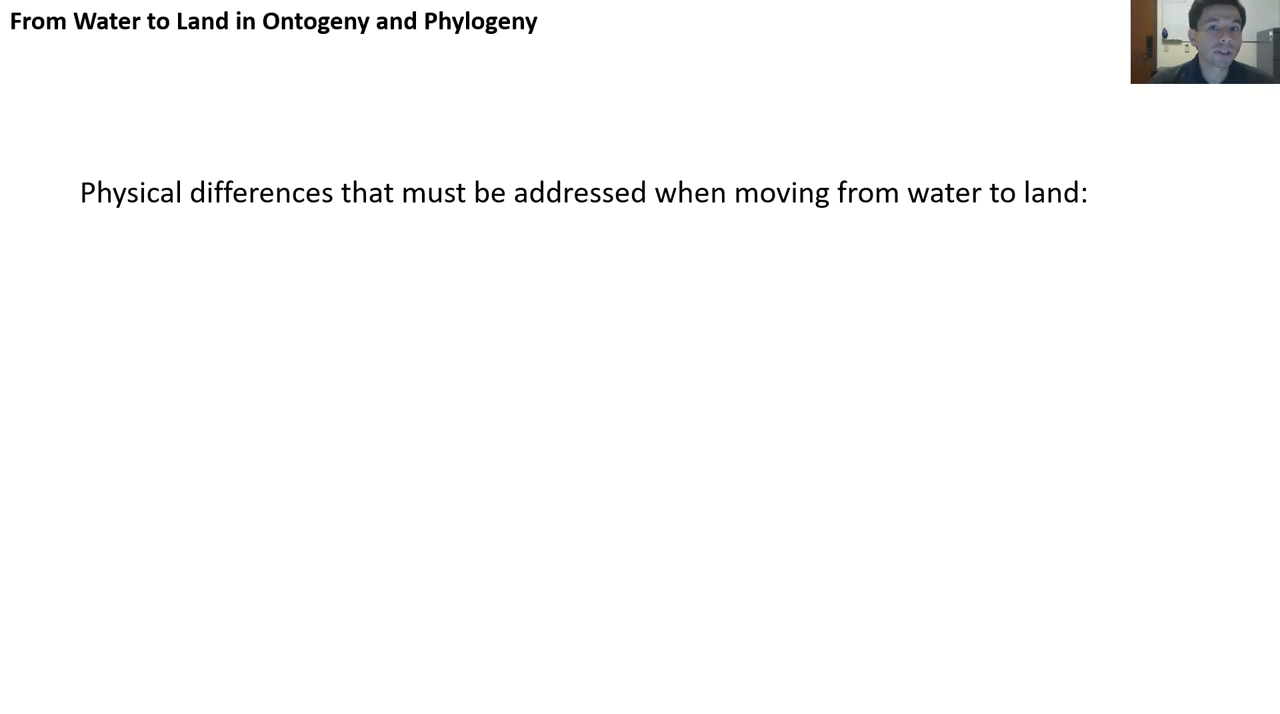 From Water to Land in Ontogeny and Phylogeny
Physical differences that must be addressed when moving from water to land: